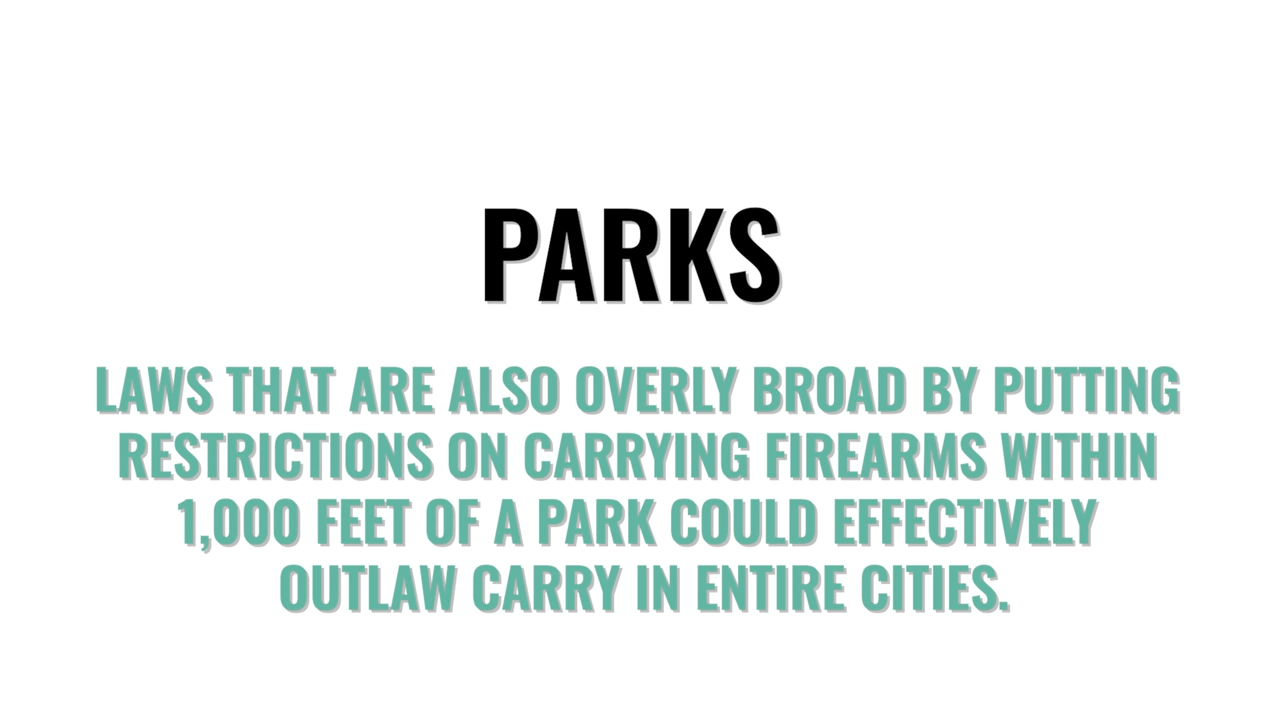 PARKS
LAWS THAT ARE ALSO OVERLY BROAD BY PUTTING
RESTRICTIONS ON CARRYING FIREARMS WITHIN
1,000 FEET OF A PARK COULD EFFECTIVELY
OUTLAW CARRY IN ENTIRE CITIES.